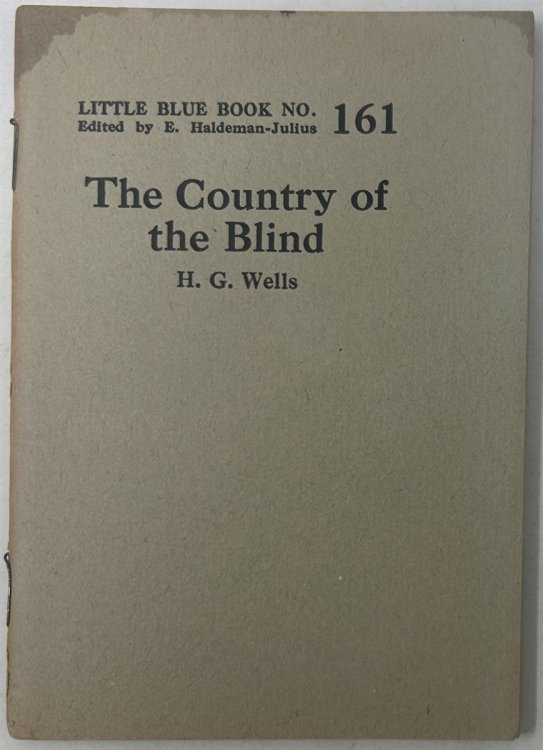 LITTLE BLUE BOOK NO. 161
Edited by E. Haldeman-Julius
The Country of
the Blind
H. G. Wells